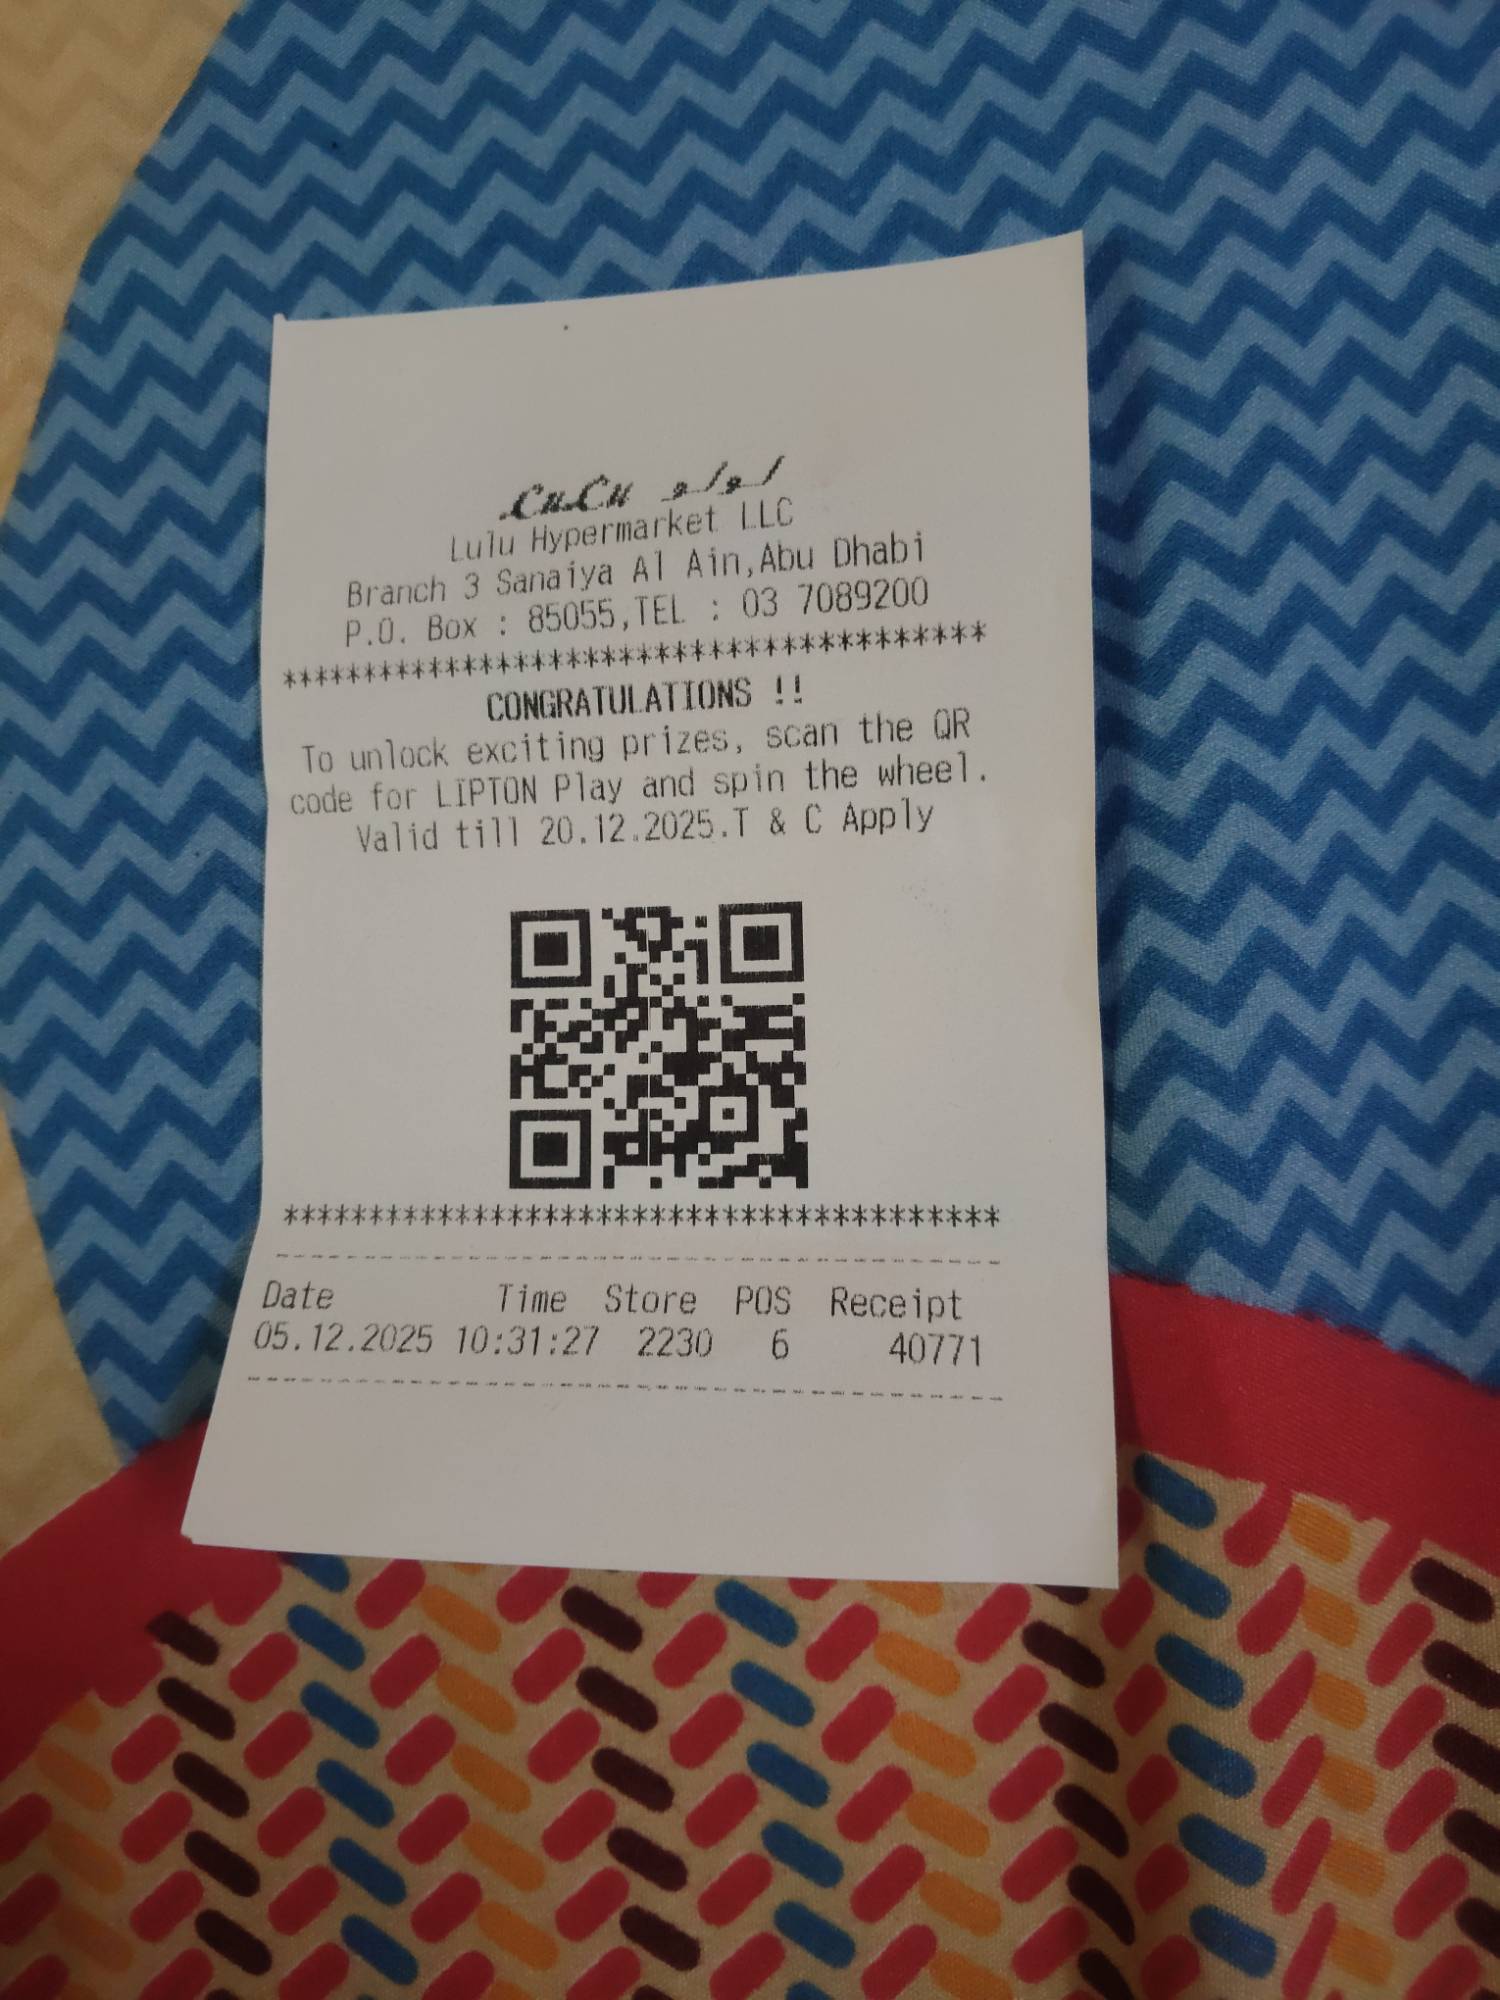 LuLu لولو
Lulu Hypermarket LLC
Branch 3 Sanaiya Al Ain,Abu Dhabi
P.O. Box : 85055,TEL : 03 7089200
****************************************
CONGRATULATIONS !!
To unlock exciting prizes, scan the QR
code for LIPTON Play and spin the wheel.
Valid till 20.12.2025.T & C Apply
****************************************
Date Time Store POS Receipt
05.12.2025 10:31:27 2230 6 40771